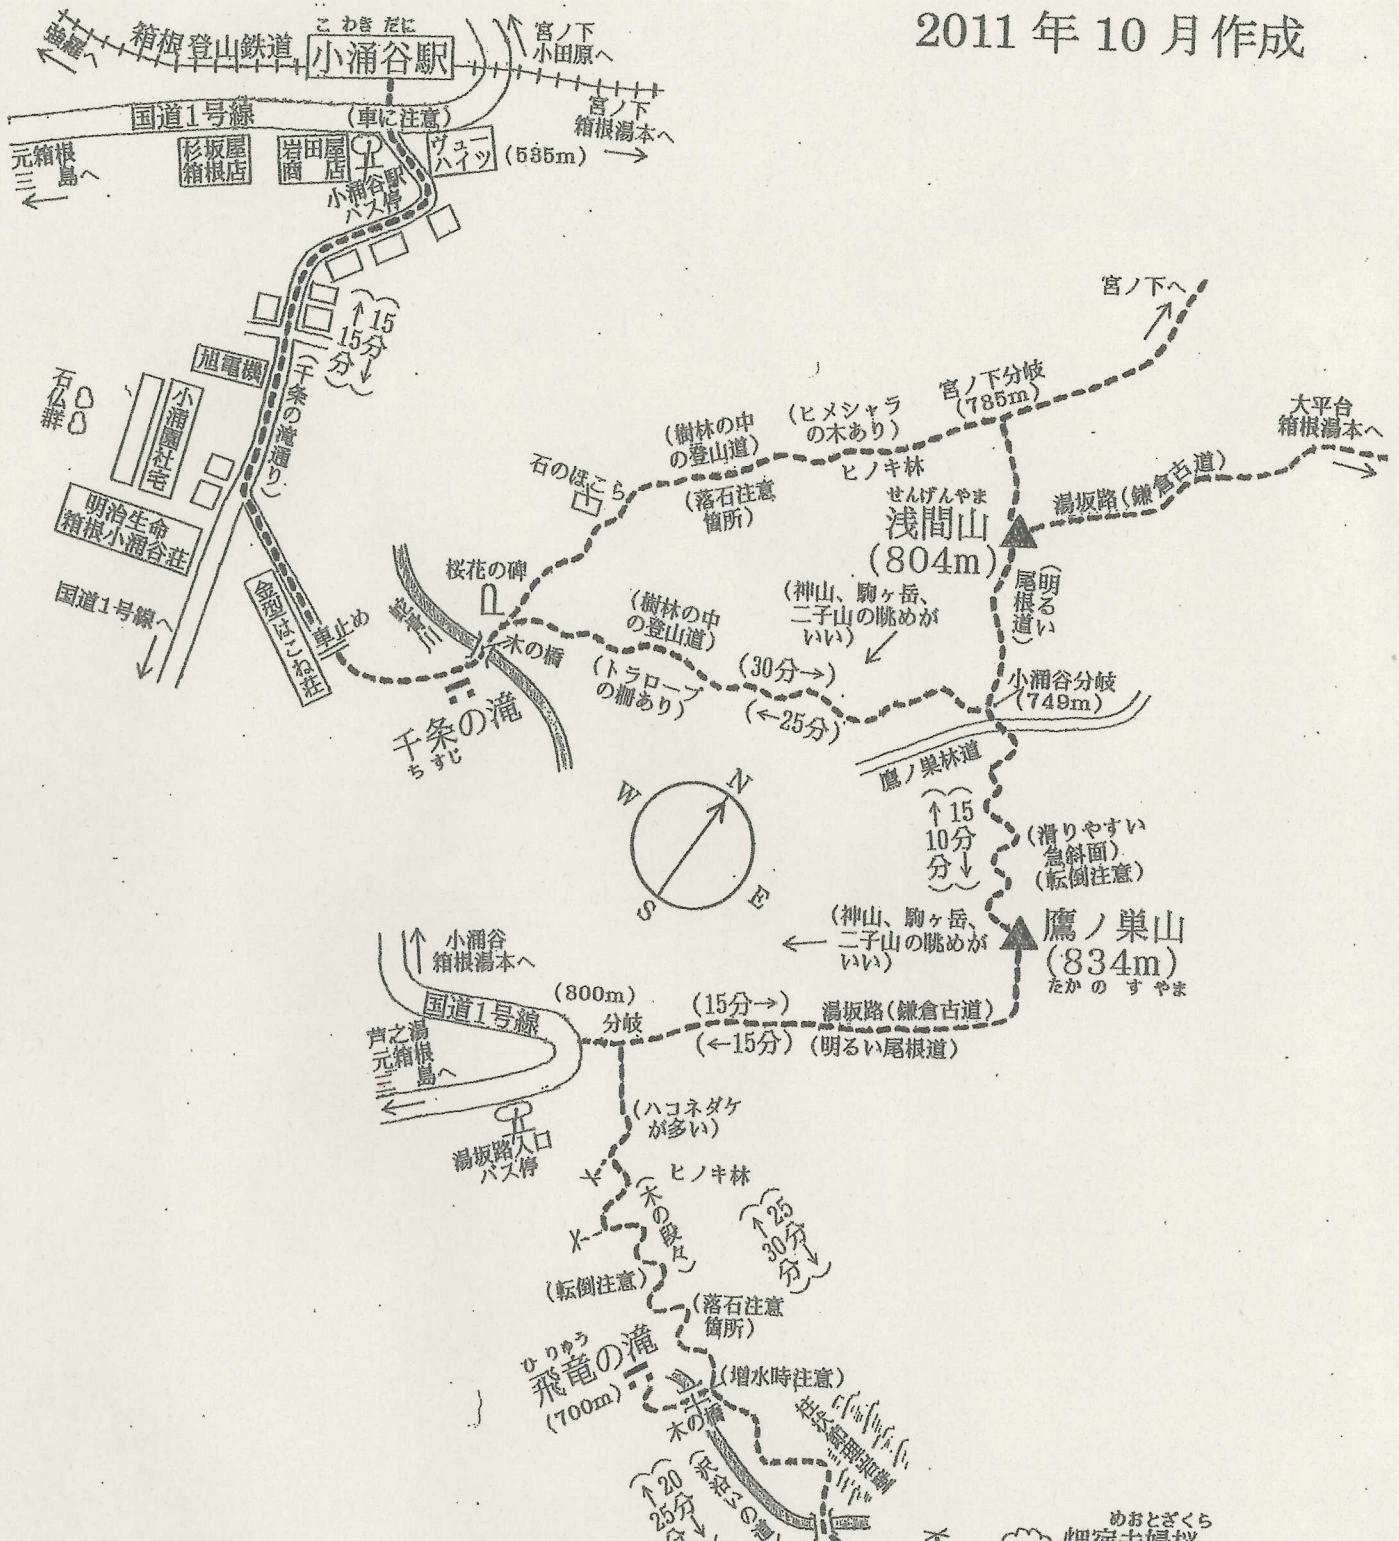 2011年10月作成
こ わき だに
小涌谷駅
箱根登山鉄道
強羅へ
宮ノ下
小田原へ
宮ノ下
箱根湯本へ
国道1号線
(車に注意)
元箱根
三島へ
杉坂屋
箱根店
岩田屋
商店
小涌谷駅
バス停
ヴュー
ハイツ
(535m)
15分↓
↑15分
旭電機
(千条の滝通り)
石仏群
小涌園社宅
明治生命
箱根小涌谷荘
国道1号線へ
金型はこね荘
車止め
桜花の碑
木の橋
千条の滝
ち すじ
石のほこら
(樹林の中
の登山道)
(落石注意
箇所)
(ヒメシャラ
の木あり)
ヒノキ林
宮ノ下分岐
(785m)
宮ノ下へ
大平台
箱根湯本へ
湯坂路(鎌倉古道)
せんげんやま
浅間山
(804m)
(明るい
尾根道)
(神山、駒ヶ岳、
二子山の眺めが
いい)
(樹林の中
の登山道)
(トラロープ
の柵あり)
(30分→)
(←25分)
小涌谷分岐
(749m)
鷹ノ巣林道
15分↓
↑10分
(滑りやすい
急斜面)
(転倒注意)
N
W
E
S
(神山、駒ヶ岳、
二子山の眺めが
いい)
鷹ノ巣山
(834m)
たか の す やま
小涌谷
箱根湯本へ
国道1号線
(800m)
分岐
(15分→)
(←15分)
湯坂路(鎌倉古道)
(明るい尾根道)
芦之湯
元箱根
三島へ
湯坂路入口
バス停
(ハコネダケ
が多い)
ヒノキ林
(木の段々)
25分↓
↑30分
(転倒注意)
(落石注意
箇所)
ひ りゅう
飛竜の滝
(700m)
(増水時注意)
木の橋
20分↓
↑25分
めおとざくら